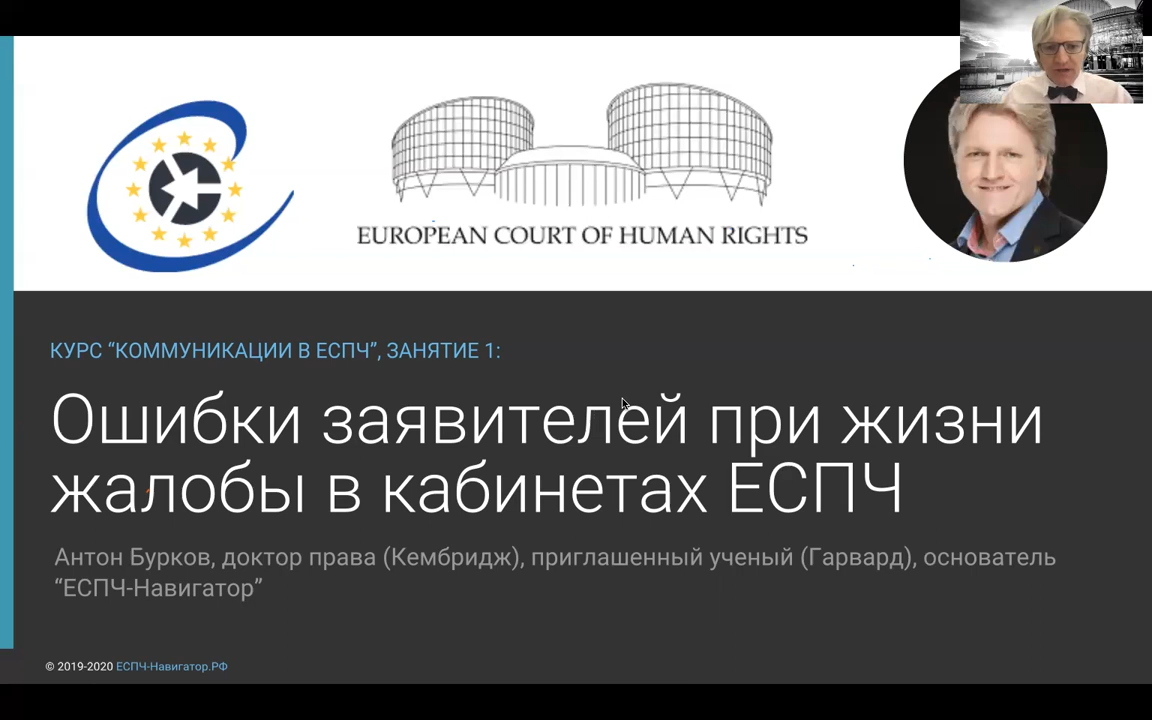 EUROPEAN COURT OF HUMAN RIGHTS
КУРС “КОММУНИКАЦИИ В ЕСПЧ”, ЗАНЯТИЕ 1:
Ошибки заявителей при жизни
жалобы в кабинетах ЕСПЧ
Антон Бурков, доктор права (Кембридж), приглашенный ученый (Гарвард), основатель
“ЕСПЧ-Навигатор”
© 2019-2020 ЕСПЧ-Навигатор.РФ